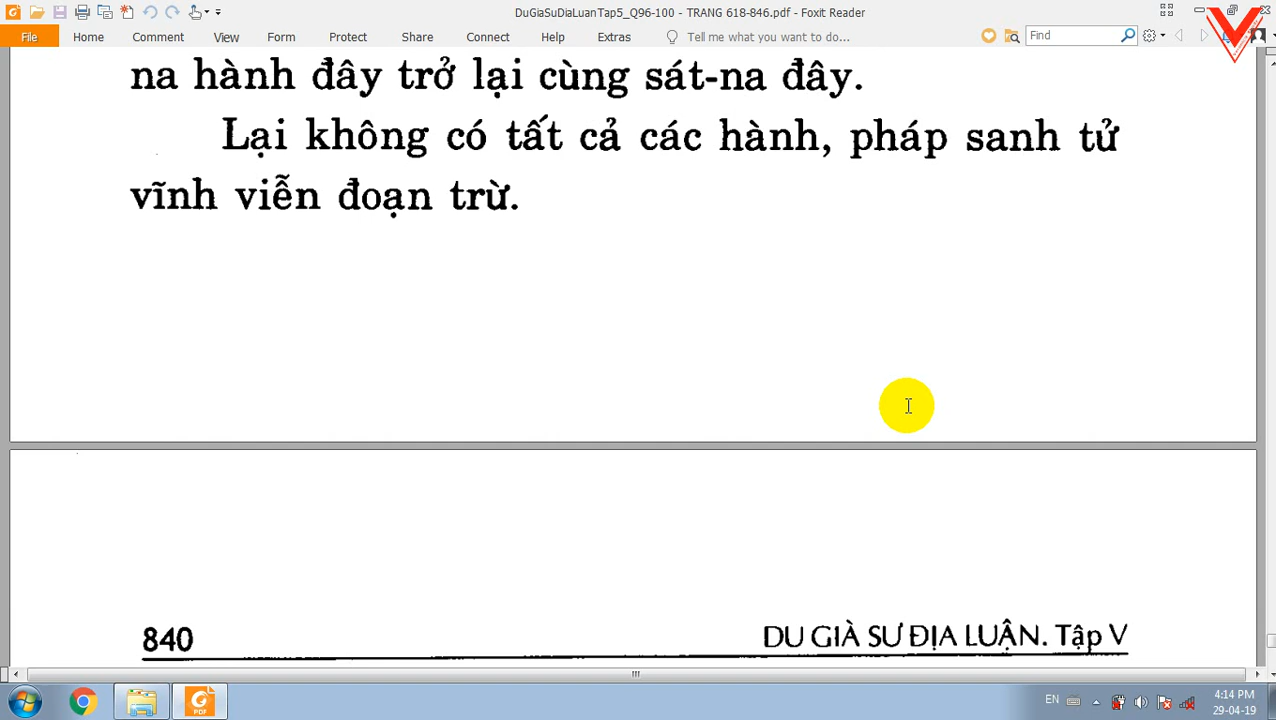 DuGiaSuDiaLuanTap5_Q96-100 - TRANG 618-846.pdf - Foxit Reader
File Home Comment View Form Protect Share Connect Help Extras Tell me what you want to do... Find
na hành đây trở lại cùng sát-na đây.
Lại không có tất cả các hành, pháp sanh tử
vĩnh viễn đoạn trừ.
840 DU GIÀ SƯ ĐỊA LUẬN. Tập V
EN 4:14 PM
29-04-19